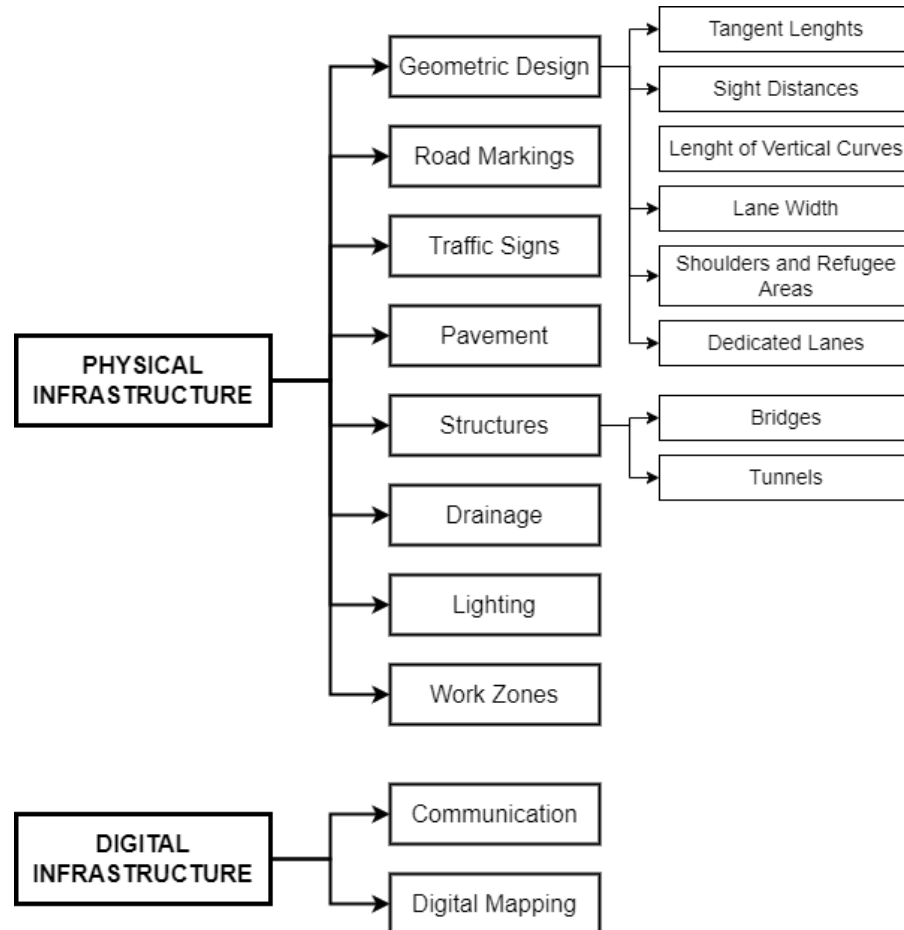 PHYSICAL
INFRASTRUCTURE
Geometric Design
Tangent Lenghts
Sight Distances
Lenght of Vertical Curves
Lane Width
Shoulders and Refugee
Areas
Dedicated Lanes
Road Markings
Traffic Signs
Pavement
Structures
Bridges
Tunnels
Drainage
Lighting
Work Zones
DIGITAL
INFRASTRUCTURE
Communication
Digital Mapping